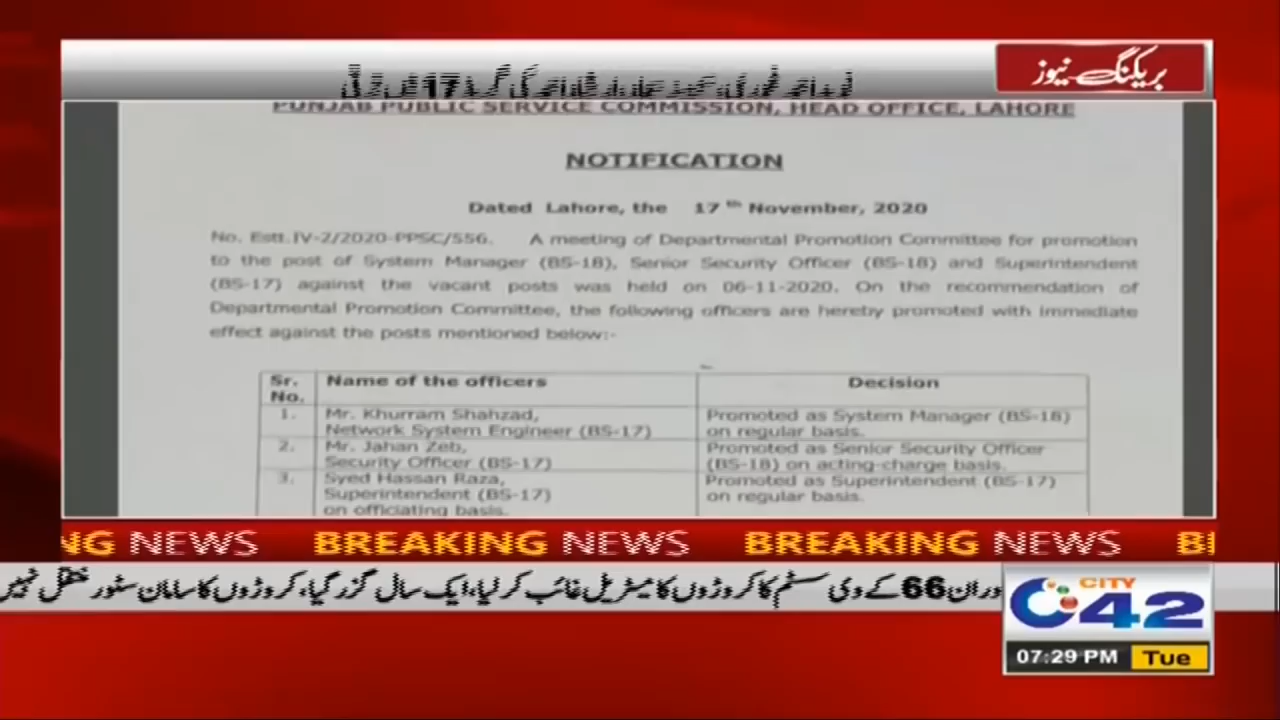 بریکنگ نیوز
گریڈ 17 میں ترقی
PUNJAB PUBLIC SERVICE COMMISSION, HEAD OFFICE, LAHORE
NOTIFICATION
Dated Lahore, the 17th November, 2020
No. Estt.IV-2/2020-PPSC/556. A meeting of Departmental Promotion Committee for promotion
to the post of System Manager (BS-18), Senior Security Officer (BS-18) and Superintendent
(BS-17) against the vacant posts was held on 06-11-2020. On the recommendation of
Departmental Promotion Committee, the following officers are hereby promoted with immediate
effect against the posts mentioned below:-
Sr. No. Name of the officers Decision
1. Mr. Khurram Shahzad, Promoted as System Manager (BS-18)
Network System Engineer (BS-17) on regular basis.
2. Mr. Jahan Zeb, Promoted as Senior Security Officer
Security Officer (BS-17) (BS-18) on acting-charge basis.
3. Syed Hassan Raza, Promoted as Superintendent (BS-17)
Superintendent (BS-17) on regular basis.
on officiating basis.
NG NEWS BREAKING NEWS BREAKING NEWS
وران 66 کے وی سسٹم کا کروڑوں کا میٹریل غائب کر لیا، ایک سال گزر گیا، کروڑوں کا سامان سٹور منتقل نہیں
CITY
42
07:29 PM Tue